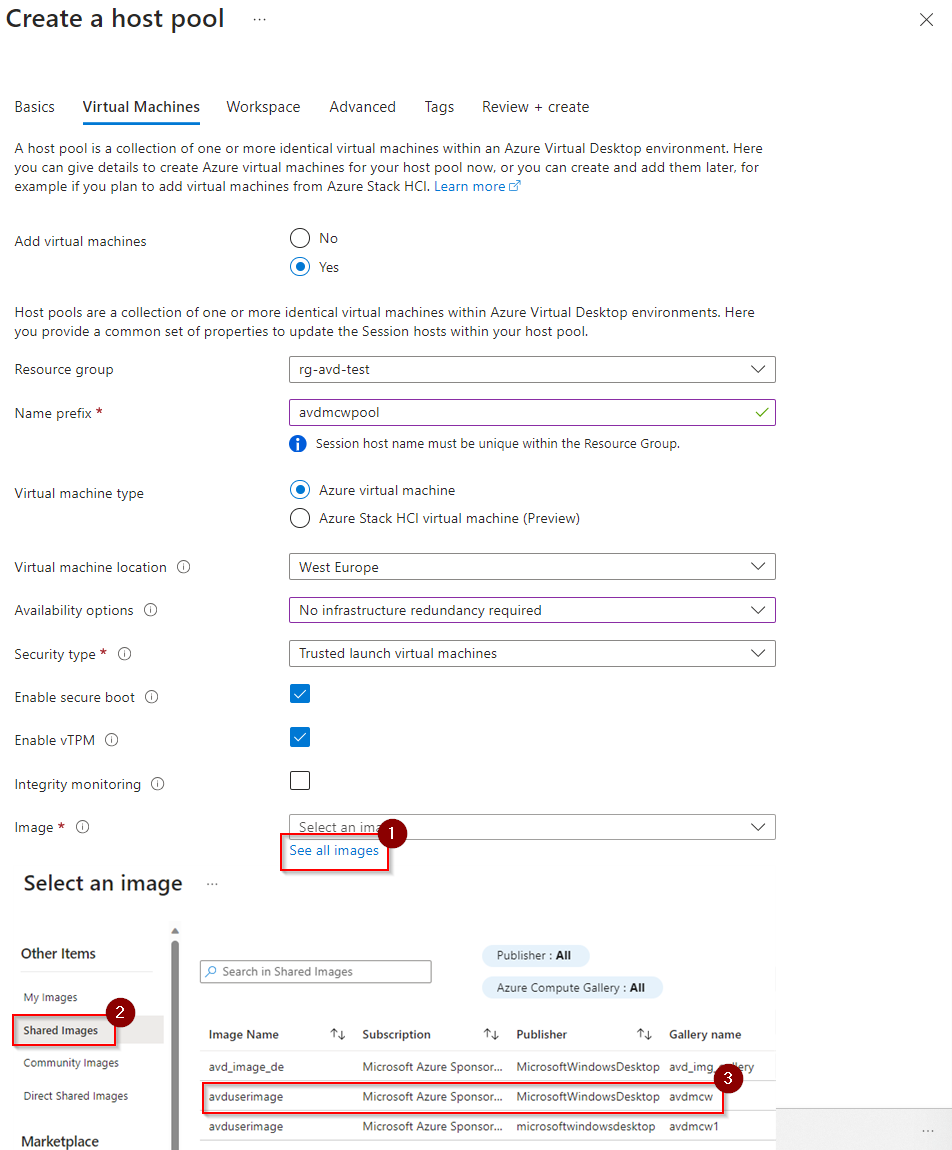 Create a host pool ...
Basics Virtual Machines Workspace Advanced Tags Review + create
A host pool is a collection of one or more identical virtual machines within an Azure Virtual Desktop environment. Here
you can give details to create Azure virtual machines for your host pool now, or you can create and add them later, for
example if you plan to add virtual machines from Azure Stack HCI. Learn more
Add virtual machines
No
Yes
Host pools are a collection of one or more identical virtual machines within Azure Virtual Desktop environments. Here
you provide a common set of properties to update the Session hosts within your host pool.
Resource group rg-avd-test
Name prefix * avdmcwpool
Session host name must be unique within the Resource Group.
Virtual machine type
Azure virtual machine
Azure Stack HCI virtual machine (Preview)
Virtual machine location West Europe
Availability options No infrastructure redundancy required
Security type * Trusted launch virtual machines
Enable secure boot
Enable vTPM
Integrity monitoring
Image * Select an
1
See all images
Select an image ...
Other Items
My Images
2
Shared Images
Community Images
Direct Shared Images
Marketplace
Search in Shared Images
Publisher : All
Azure Compute Gallery : All
Image Name Subscription Publisher Gallery name
avd_image_de Microsoft Azure Sponsor... MicrosoftWindowsDesktop
3
avduserimage Microsoft Azure Sponsor... MicrosoftWindowsDesktop avdmcw
avduserimage Microsoft Azure Sponsor... microsoftwindowsdesktop avdmcw1
...